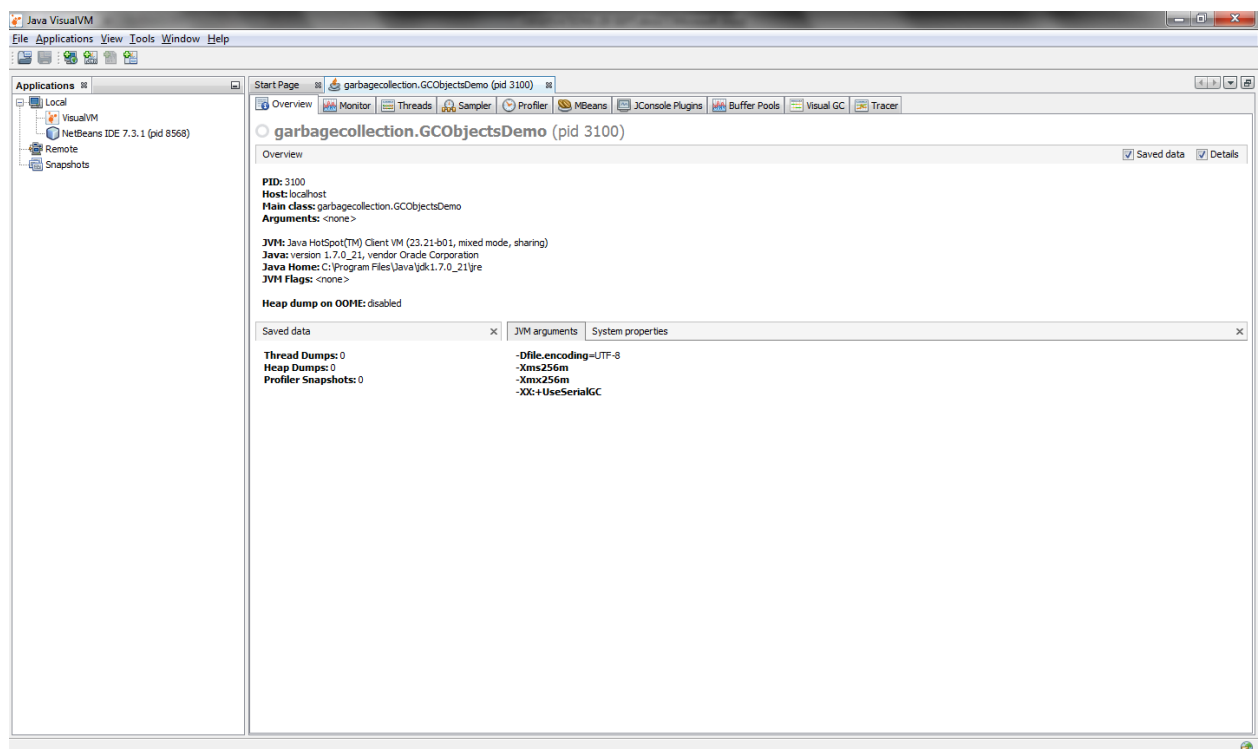 Java VisualVM
File Applications View Tools Window Help
Applications
Local
VisualVM
NetBeans IDE 7.3.1 (pid 8568)
Remote
Snapshots
Start Page garbagecollection.GCObjectsDemo (pid 3100)
Overview Monitor Threads Sampler Profiler MBeans JConsole Plugins Buffer Pools Visual GC Tracer
garbagecollection.GCObjectsDemo (pid 3100)
Overview Saved data Details
PID: 3100
Host: localhost
Main class: garbagecollection.GCObjectsDemo
Arguments: <none>
JVM: Java HotSpot(TM) Client VM (23.21-b01, mixed mode, sharing)
Java: version 1.7.0_21, vendor Oracle Corporation
Java Home: C:\Program Files\Java\jdk1.7.0_21\jre
JVM Flags: <none>
Heap dump on OOME: disabled
Saved data
Thread Dumps: 0
Heap Dumps: 0
Profiler Snapshots: 0
JVM arguments System properties
-Dfile.encoding=UTF-8
-Xms256m
-Xmx256m
-XX:+UseSerialGC